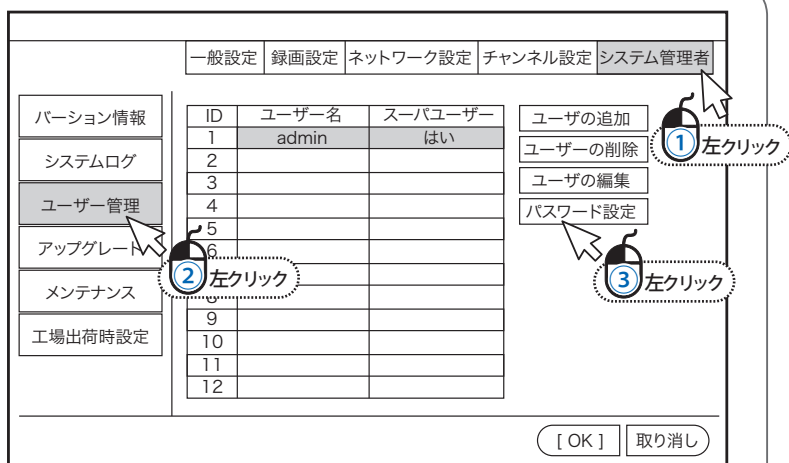 一般設定 録画設定 ネットワーク設定 チャンネル設定 システム管理者
バージョン情報
システムログ
ユーザー管理
アップグレード
メンテナンス
工場出荷時設定
ID ユーザー名 スーパユーザー
1 admin はい
2
3
4
5
6
8
9
10
11
12
ユーザの追加
ユーザーの削除
ユーザの編集
パスワード設定
1 左クリック
2 左クリック
3 左クリック
[ OK ] 取り消し